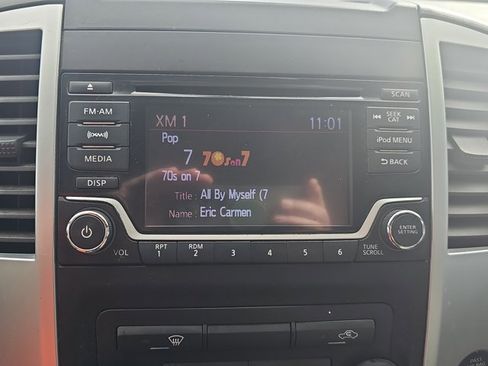 SCAN
FM·AM
XM 1 11:01
SEEK
CAT
Pop
(XM)
7 70s on 7
iPod MENU
MEDIA
70s on 7
BACK
DISP
Title : All By Myself (7
Name : Eric Carmen
VOL
RPT
1
RDM
2
3
4
5
6
TUNE
SCROLL
ENTER
SETTING